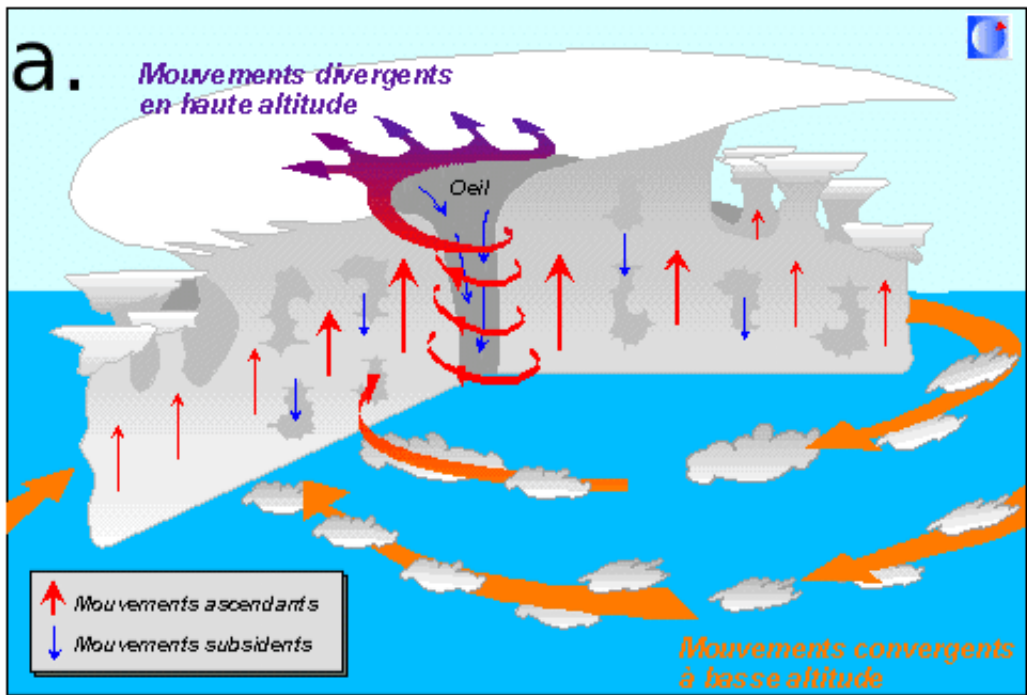 a.
Mouvements divergents
en haute altitude
Oeil
Mouvements ascendants
Mouvements subsidents
Mouvements convergents
à basse altitude